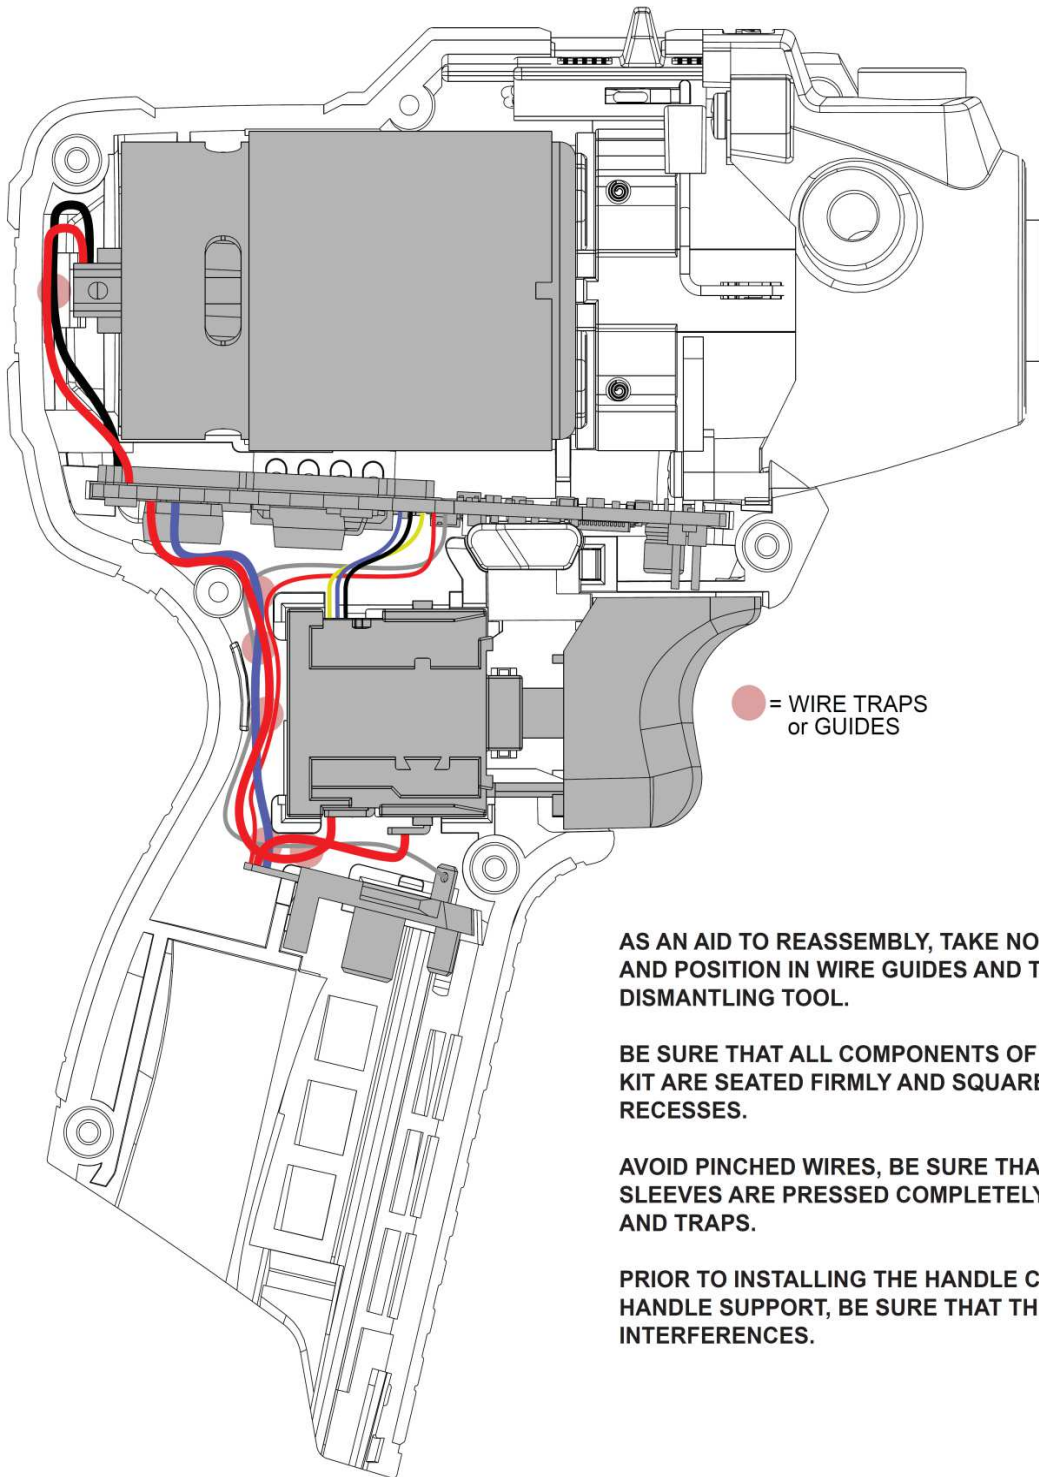 = WIRE TRAPS
or GUIDES
AS AN AID TO REASSEMBLY, TAKE NO
AND POSITION IN WIRE GUIDES AND T
DISMANTLING TOOL.
BE SURE THAT ALL COMPONENTS OF
KIT ARE SEATED FIRMLY AND SQUARE
RECESSES.
AVOID PINCHED WIRES, BE SURE THA
SLEEVES ARE PRESSED COMPLETELY
AND TRAPS.
PRIOR TO INSTALLING THE HANDLE C
HANDLE SUPPORT, BE SURE THAT TH
INTERFERENCES.